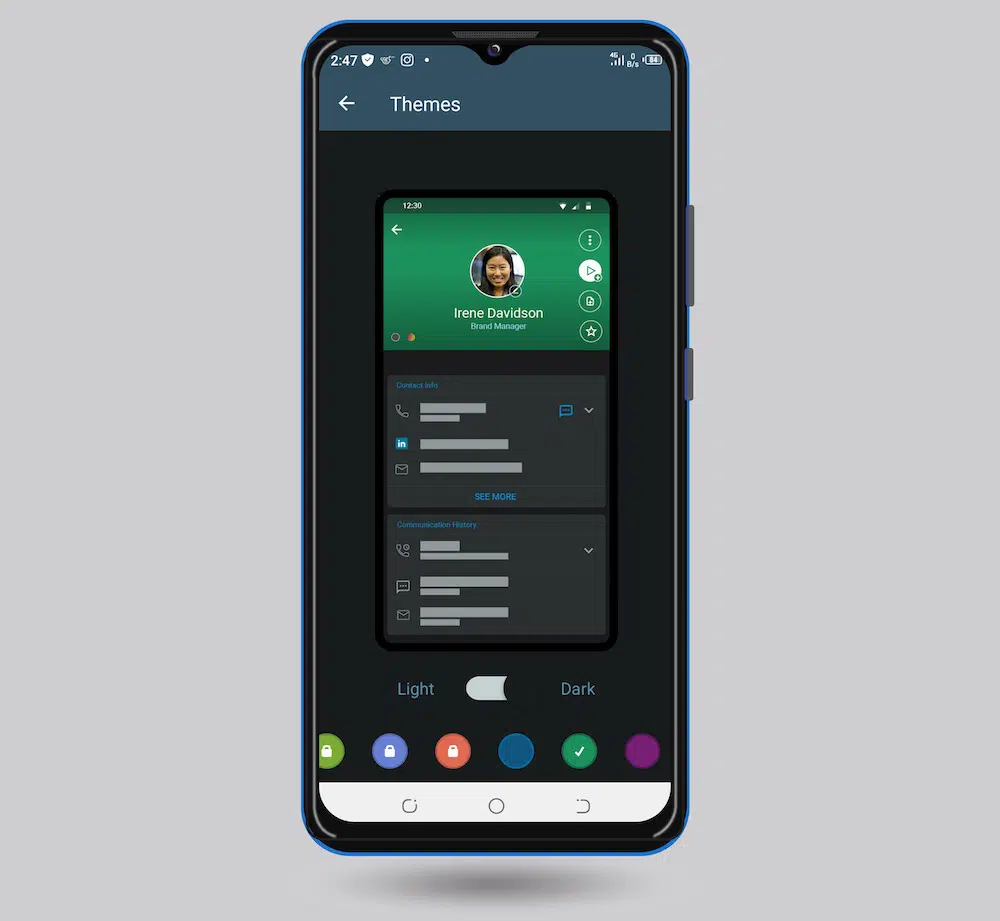 2:47
4G
0
B/s
84
Themes
12:30
Irene Davidson
Brand Manager
Contact Info
in
SEE MORE
Communication History
Light
Dark